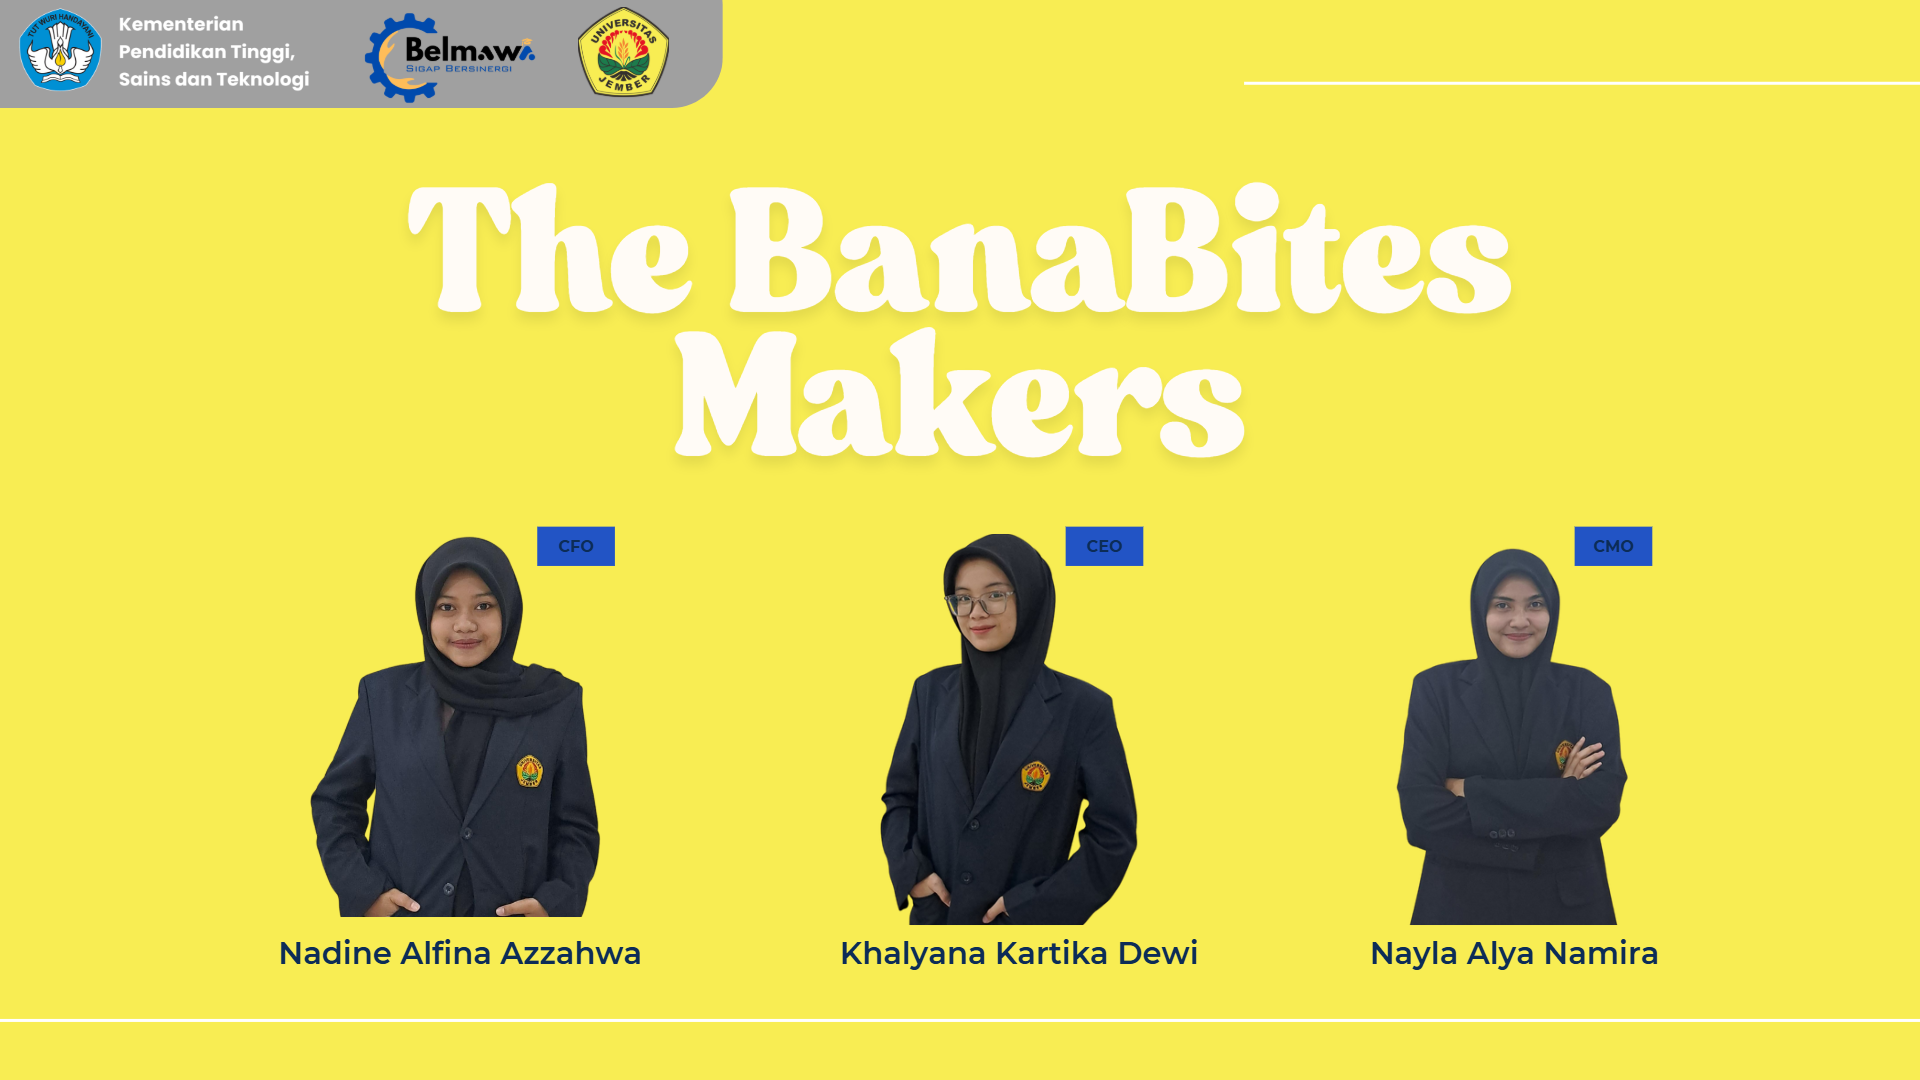 Kementerian
Pendidikan Tinggi,
Sains dan Teknologi
TUT WURI HANDAYANI
Belmawa
SIGAP BERSINERGI
UNIVERSITAS
JEMBER
The BanaBites
Makers
CFO
CEO
CMO
Nadine Alfina Azzahwa
Khalyana Kartika Dewi
Nayla Alya Namira